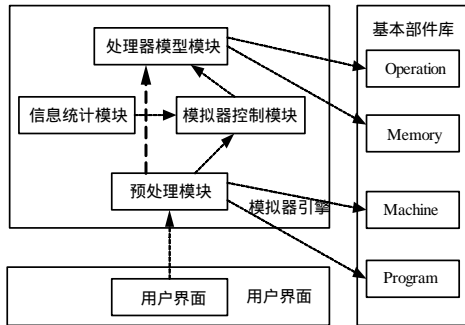 处理器模型模块
信息统计模块
模拟器控制模块
预处理模块
模拟器引擎
用户界面
用户界面
基本部件库
Operation
Memory
Machine
Program